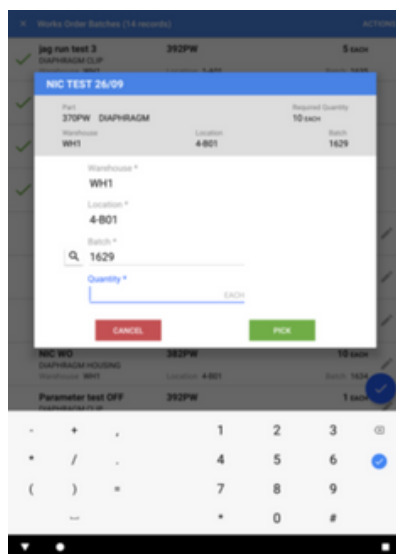 × Works Order Batches (14 records) ACTIONS
jag run test 3 392PW 5 EACH
DIAPHRAGM CLIP
NIC TEST 26/09
Part Required Quantity
370PW DIAPHRAGM 10 EACH
Warehouse Location Batch
WH1 4-B01 1629
Warehouse *
WH1
Location *
4-B01
Batch *
1629
Quantity *
EACH
CANCEL PICK
NIC WO 382PW 10 EACH
DIAPHRAGM HOUSING
Warehouse WH1 Location 4-B01 Batch 1634
Parameter test OFF 392PW 1 EACH
DIAPHRAGM CLIP
- + , 1 2 3
* / . 4 5 6
( ) = 7 8 9
* 0 #